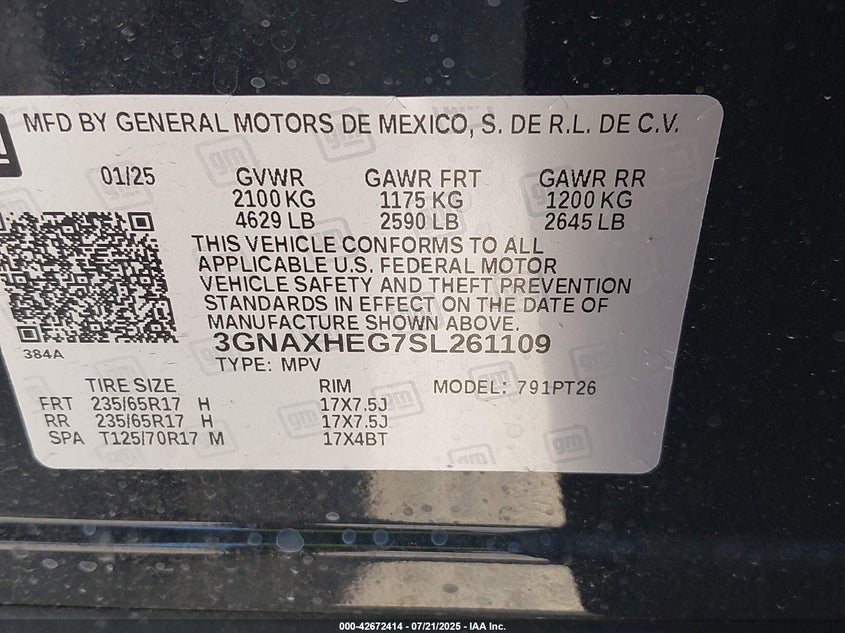 MFD BY GENERAL MOTORS DE MEXICO, S. DE R.L. DE C.V.
01/25 GVWR GAWR FRT GAWR RR
2100 KG 1175 KG 1200 KG
4629 LB 2590 LB 2645 LB
THIS VEHICLE CONFORMS TO ALL
APPLICABLE U.S. FEDERAL MOTOR
VEHICLE SAFETY AND THEFT PREVENTION
STANDARDS IN EFFECT ON THE DATE OF
MANUFACTURE SHOWN ABOVE.
384A
3GNAXHEG7SL261109
TYPE: MPV
TIRE SIZE RIM MODEL: 791PT26
FRT 235/65R17 H 17X7.5J
RR 235/65R17 H 17X7.5J
SPA T125/70R17 M 17X4BT
gm
000-42672414 - 07/21/2025 - IAA Inc.